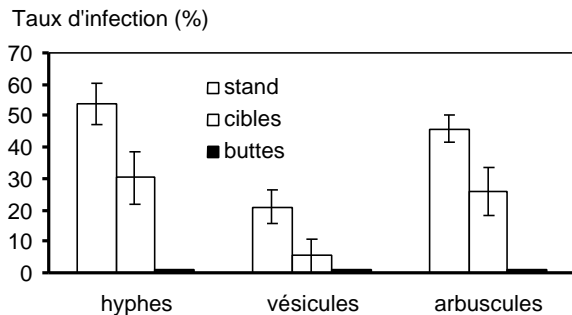 Taux d'infection (%)
70
60
50
40
30
20
10
0
stand
cibles
buttes
hyphes vésicules arbuscules